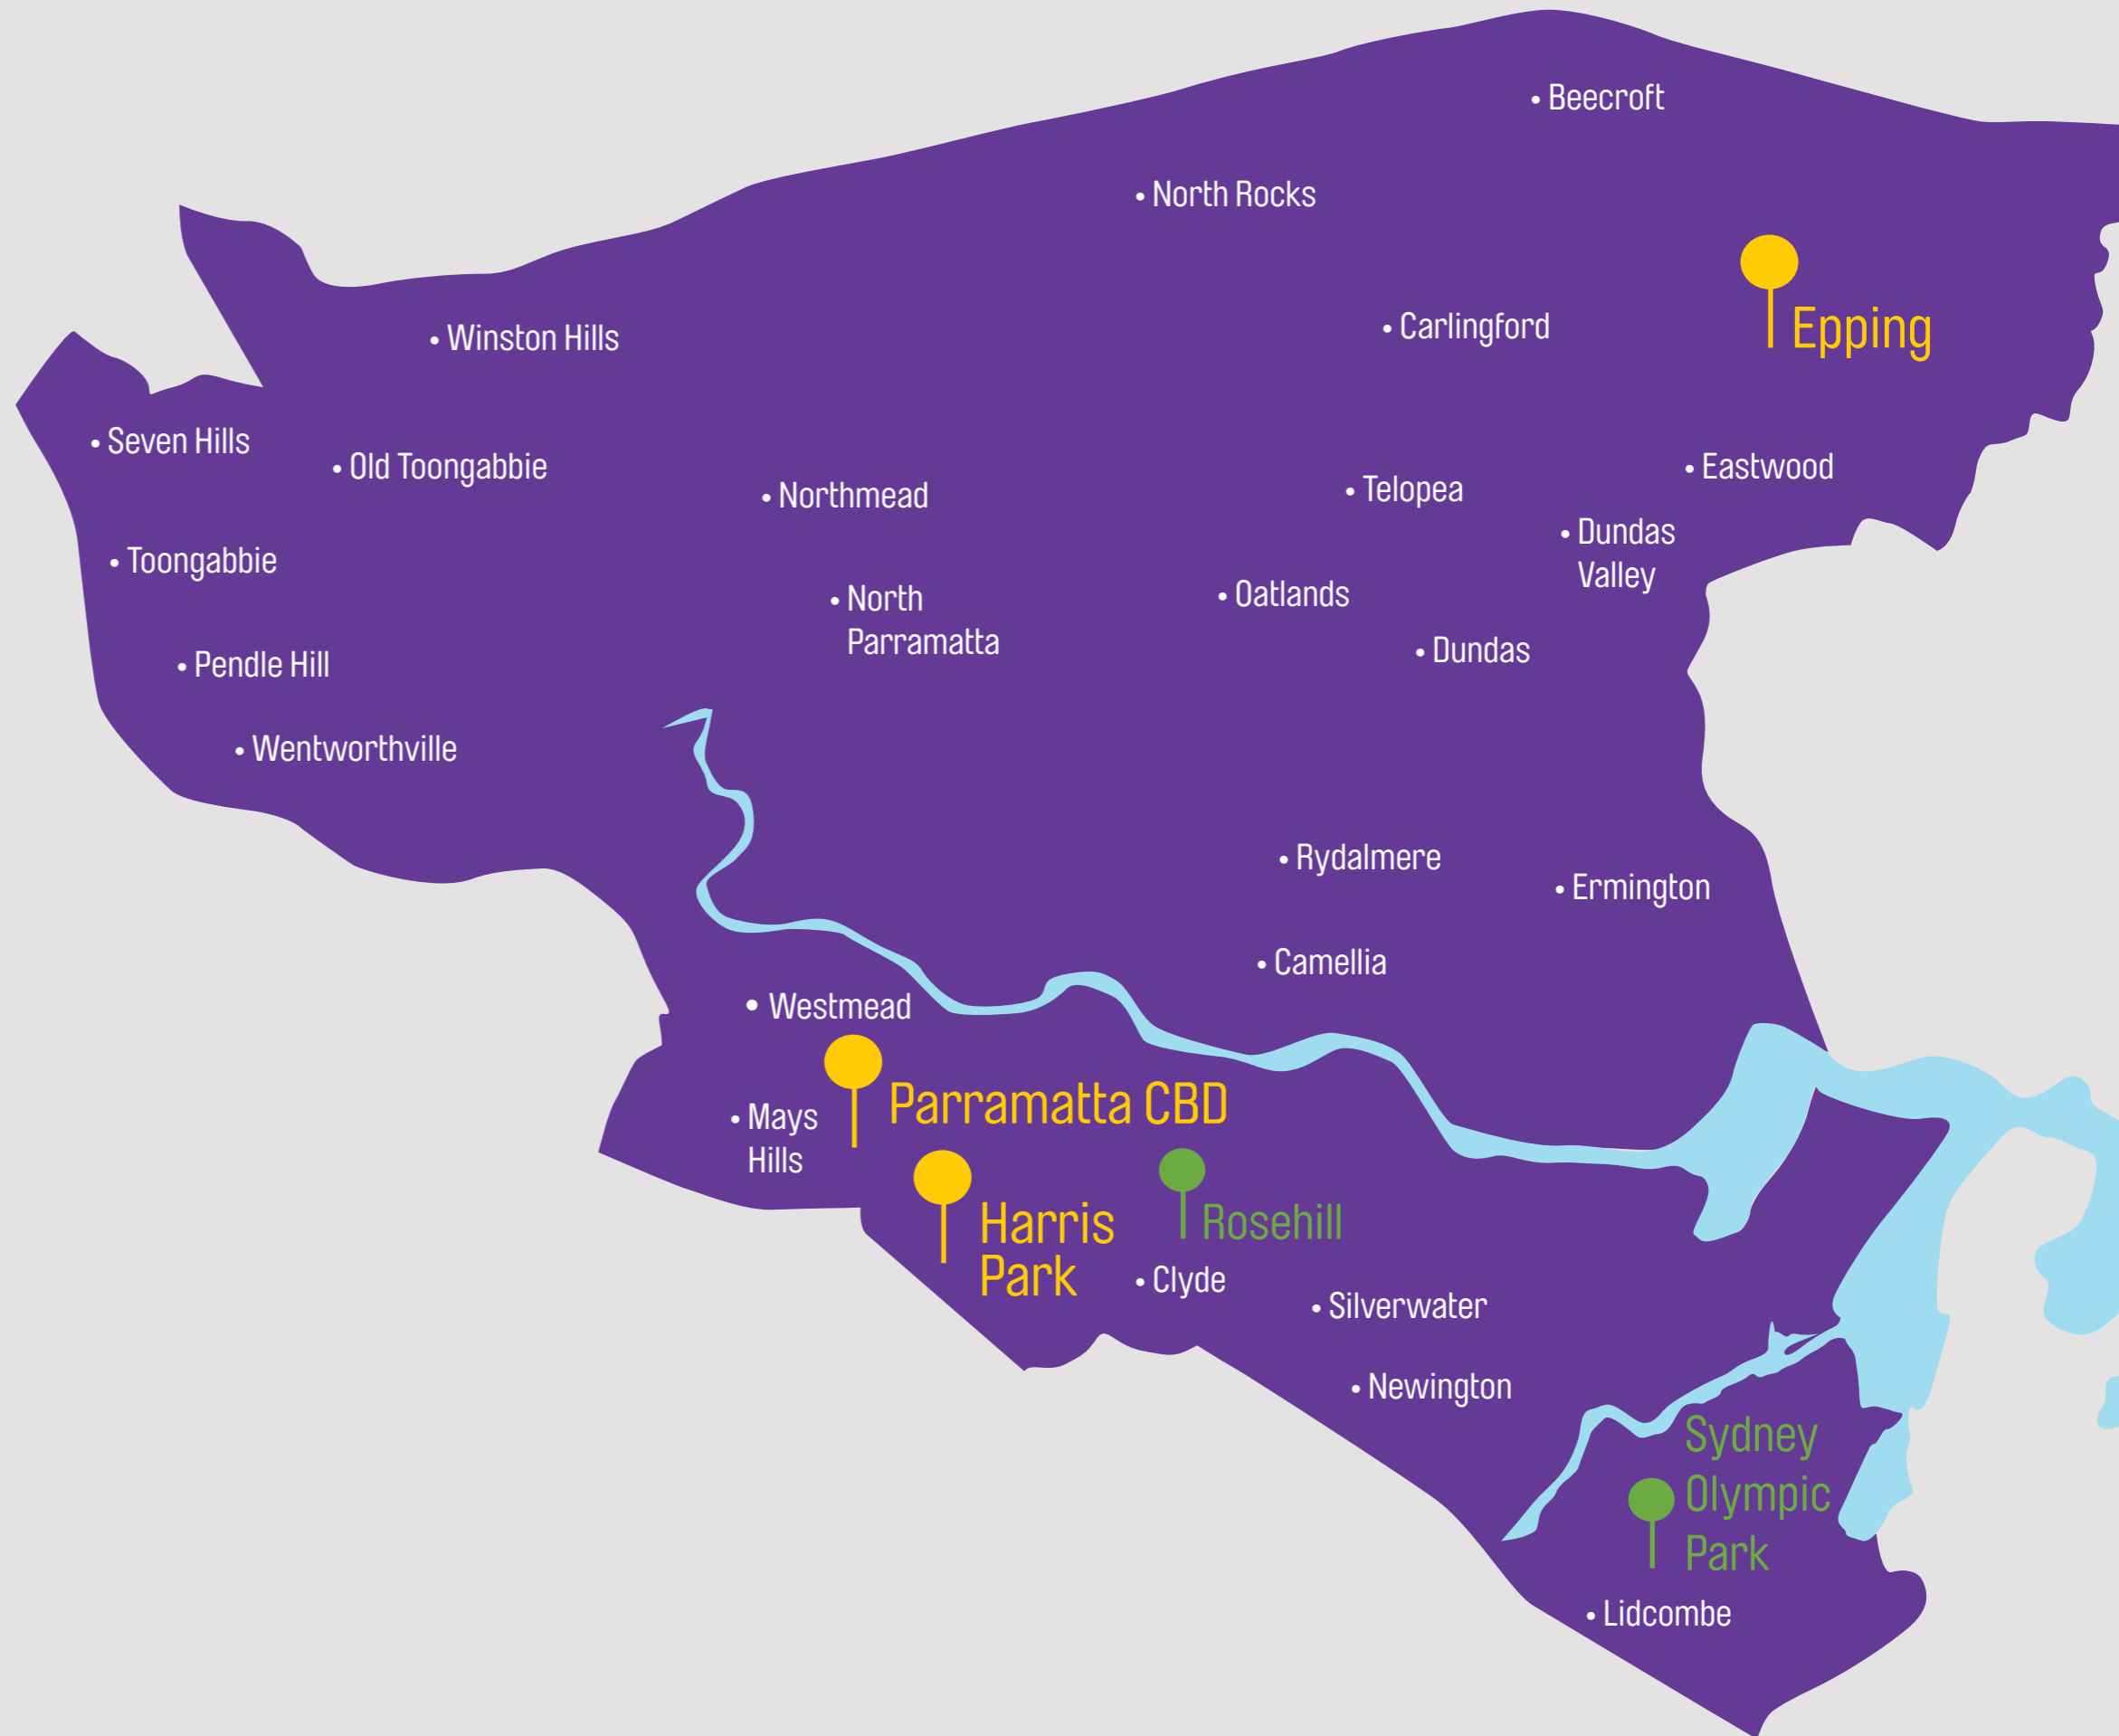 Beecroft
North Rocks
Epping
Carlingford
Winston Hills
Seven Hills
Old Toongabbie
Northmead
Telopea
Eastwood
Dundas
Valley
Toongabbie
North
Parramatta
Oatlands
Dundas
Pendle Hill
Wentworthville
Rydalmere
Ermington
Camellia
Westmead
Parramatta CBD
Mays
Hills
Harris
Park
Rosehill
Clyde
Silverwater
Newington
Sydney
Olympic
Park
Lidcombe